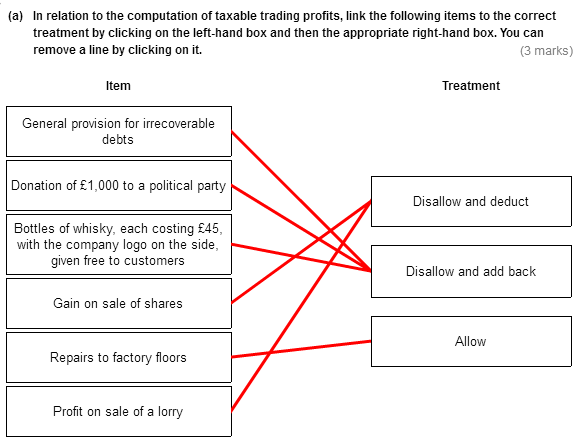 (a) In relation to the computation of taxable trading profits, link the following items to the correct
treatment by clicking on the left-hand box and then the appropriate right-hand box. You can
remove a line by clicking on it.
(3 marks)
Item
Treatment
General provision for irrecoverable
debts
Donation of £1,000 to a political party
Bottles of whisky, each costing £45,
with the company logo on the side,
given free to customers
Gain on sale of shares
Repairs to factory floors
Profit on sale of a lorry
Disallow and deduct
Disallow and add back
Allow